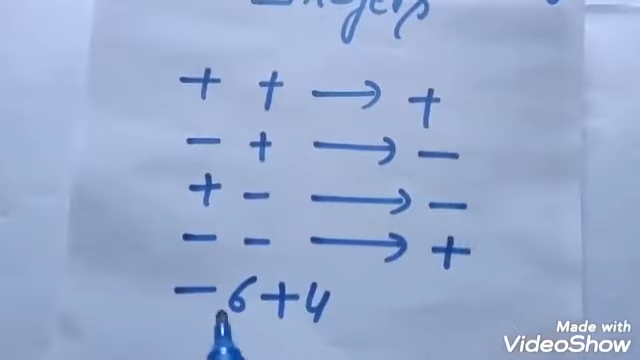 + + → +
- + → -
+ - → -
- - → +
-6+4
Made with
VideoShow